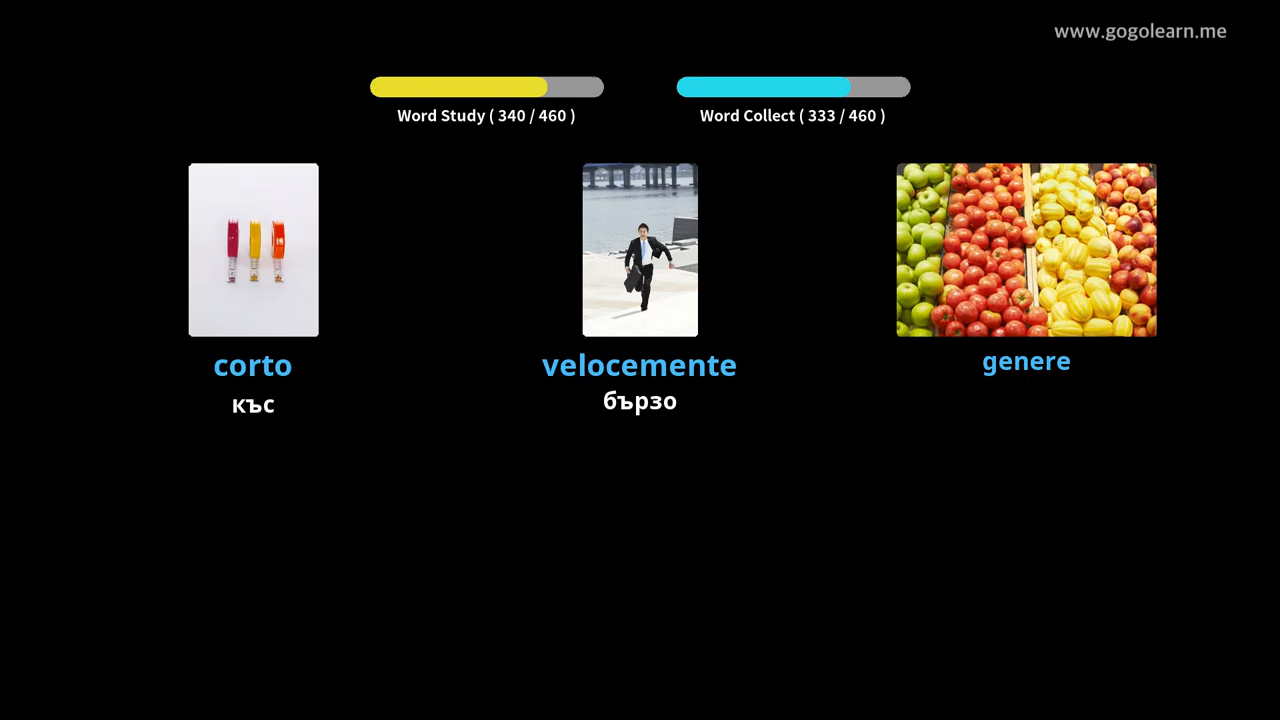 www.gogolearn.me
Word Study ( 340 / 460 )
Word Collect ( 333 / 460 )
corto
къс
velocemente
бързо
genere